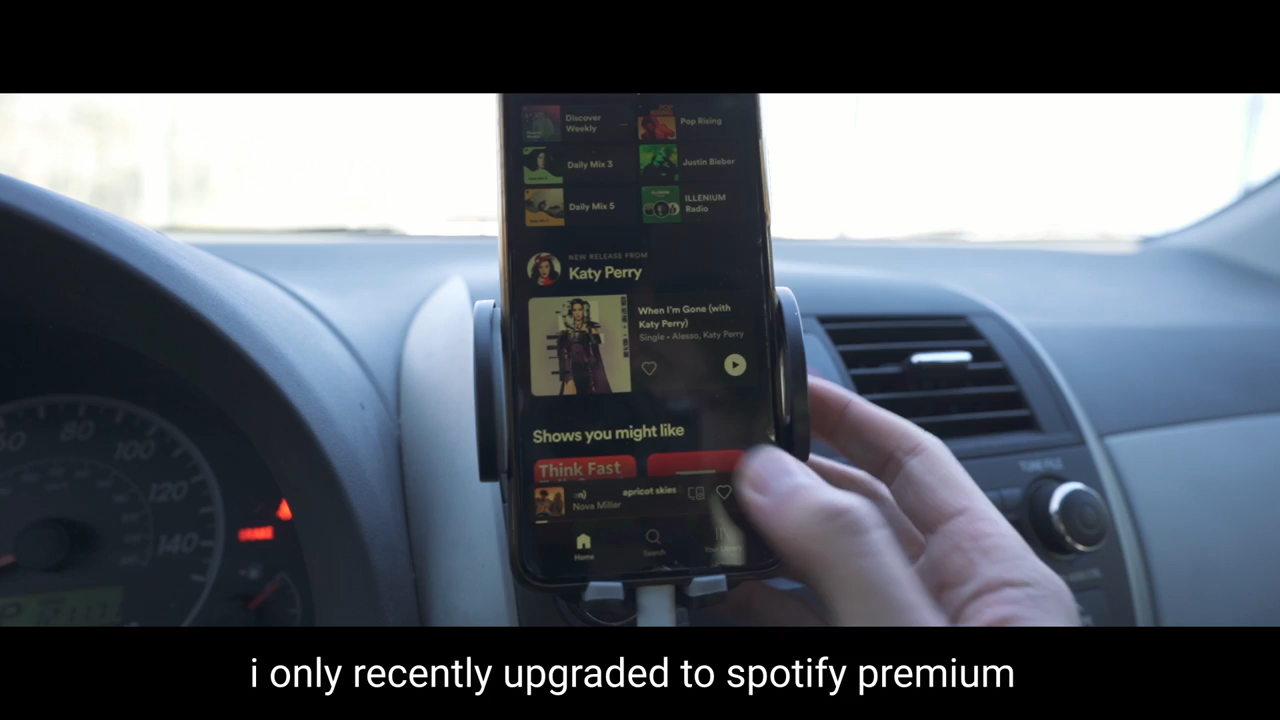 Discover
Weekly
Pop Rising
Daily Mix 3
Justin Bieber
Daily Mix 5
ILLENIUM
Radio
NEW RELEASE FROM
Katy Perry
When I'm Gone (with
Katy Perry)
Single • Alesso, Katy Perry
Shows you might like
Think Fast
apricot skies
Nova Miller
Home
Search
60
80
100
120
140
BRAKE
P
i only recently upgraded to spotify premium